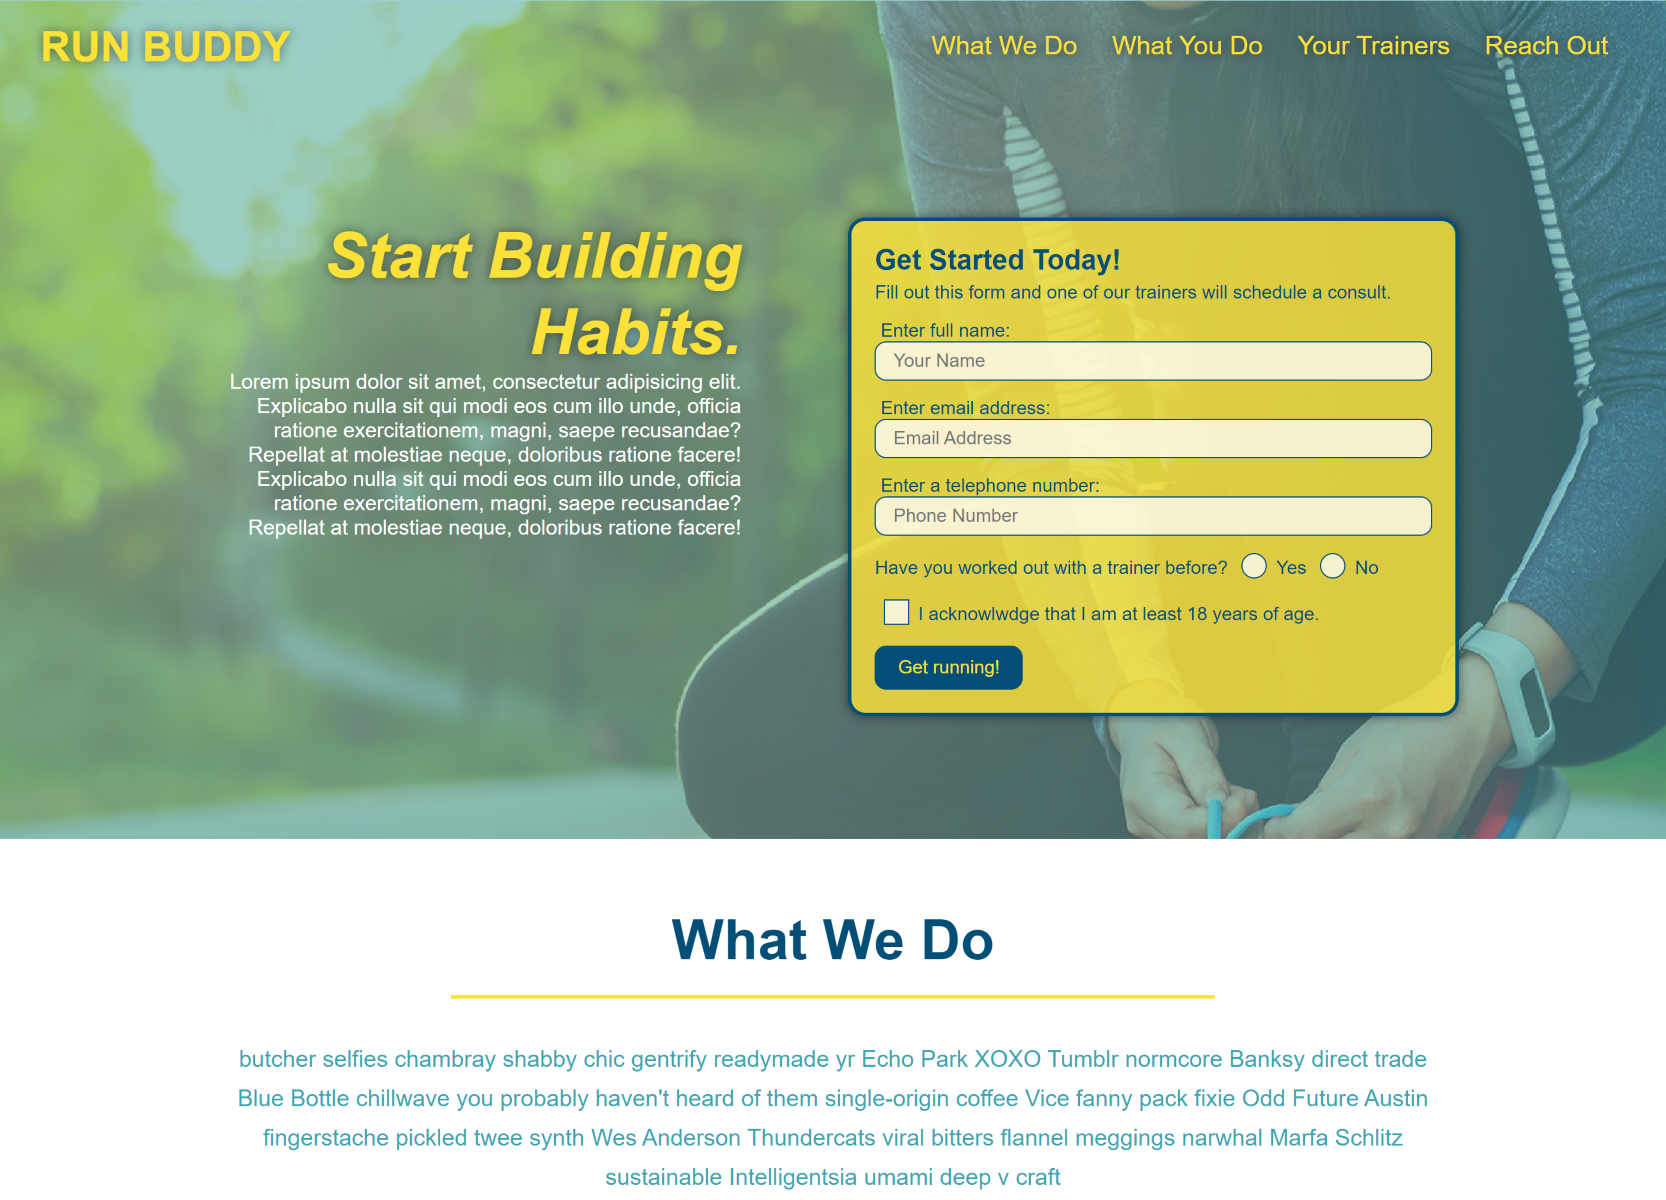 RUN BUDDY
What We Do What You Do Your Trainers Reach Out
Start Building
Habits.
Lorem ipsum dolor sit amet, consectetur adipisicing elit.
Explicabo nulla sit qui modi eos cum illo unde, officia
ratione exercitationem, magni, saepe recusandae?
Repellat at molestiae neque, doloribus ratione facere!
Explicabo nulla sit qui modi eos cum illo unde, officia
ratione exercitationem, magni, saepe recusandae?
Repellat at molestiae neque, doloribus ratione facere!
Get Started Today!
Fill out this form and one of our trainers will schedule a consult.
Enter full name:
Your Name
Enter email address:
Email Address
Enter a telephone number:
Phone Number
Have you worked out with a trainer before? Yes No
I acknowlwdge that I am at least 18 years of age.
Get running!
What We Do
butcher selfies chambray shabby chic gentrify readymade yr Echo Park XOXO Tumblr normcore Banksy direct trade
Blue Bottle chillwave you probably haven't heard of them single-origin coffee Vice fanny pack fixie Odd Future Austin
fingerstache pickled twee synth Wes Anderson Thundercats viral bitters flannel meggings narwhal Marfa Schlitz
sustainable Intelligentsia umami deep v craft